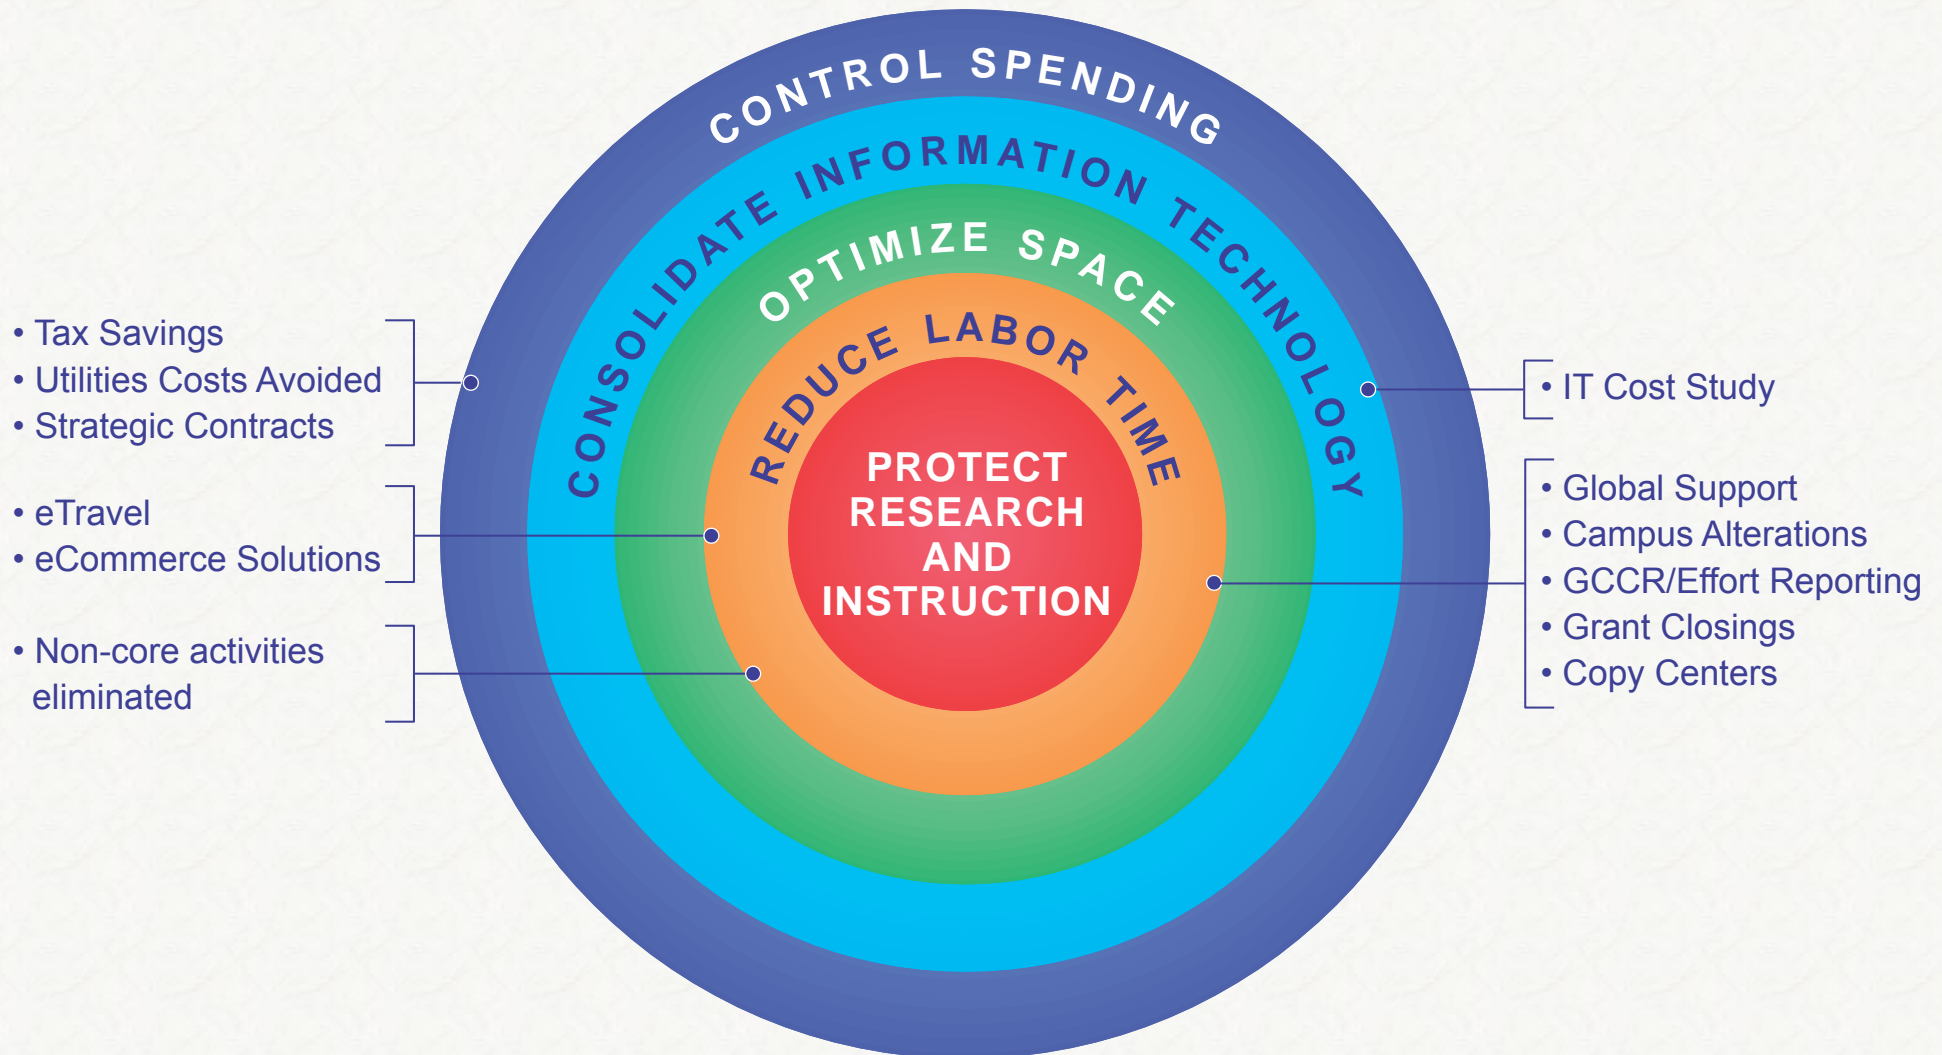 CONTROL SPENDING
CONSOLIDATE INFORMATION TECHNOLOGY
OPTIMIZE SPACE
REDUCE LABOR TIME
PROTECT
RESEARCH
AND
INSTRUCTION
• Tax Savings
• Utilities Costs Avoided
• Strategic Contracts
• eTravel
• eCommerce Solutions
• Non-core activities
eliminated
• IT Cost Study
• Global Support
• Campus Alterations
• GCCR/Effort Reporting
• Grant Closings
• Copy Centers